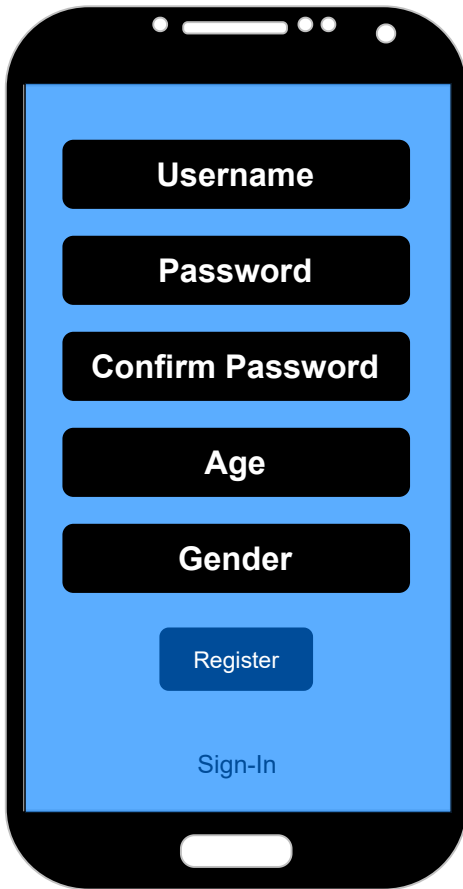 Username
Password
Confirm Password
Age
Gender
Register
Sign-In